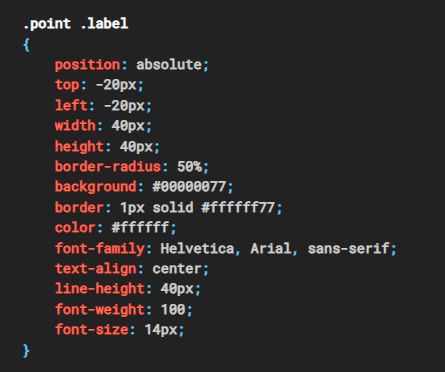 .point .label
{
    position: absolute;
    top: -20px;
    left: -20px;
    width: 40px;
    height: 40px;
    border-radius: 50%;
    background: #00000077;
    border: 1px solid #ffffff77;
    color: #ffffff;
    font-family: Helvetica, Arial, sans-serif;
    text-align: center;
    line-height: 40px;
    font-weight: 100;
    font-size: 14px;
}